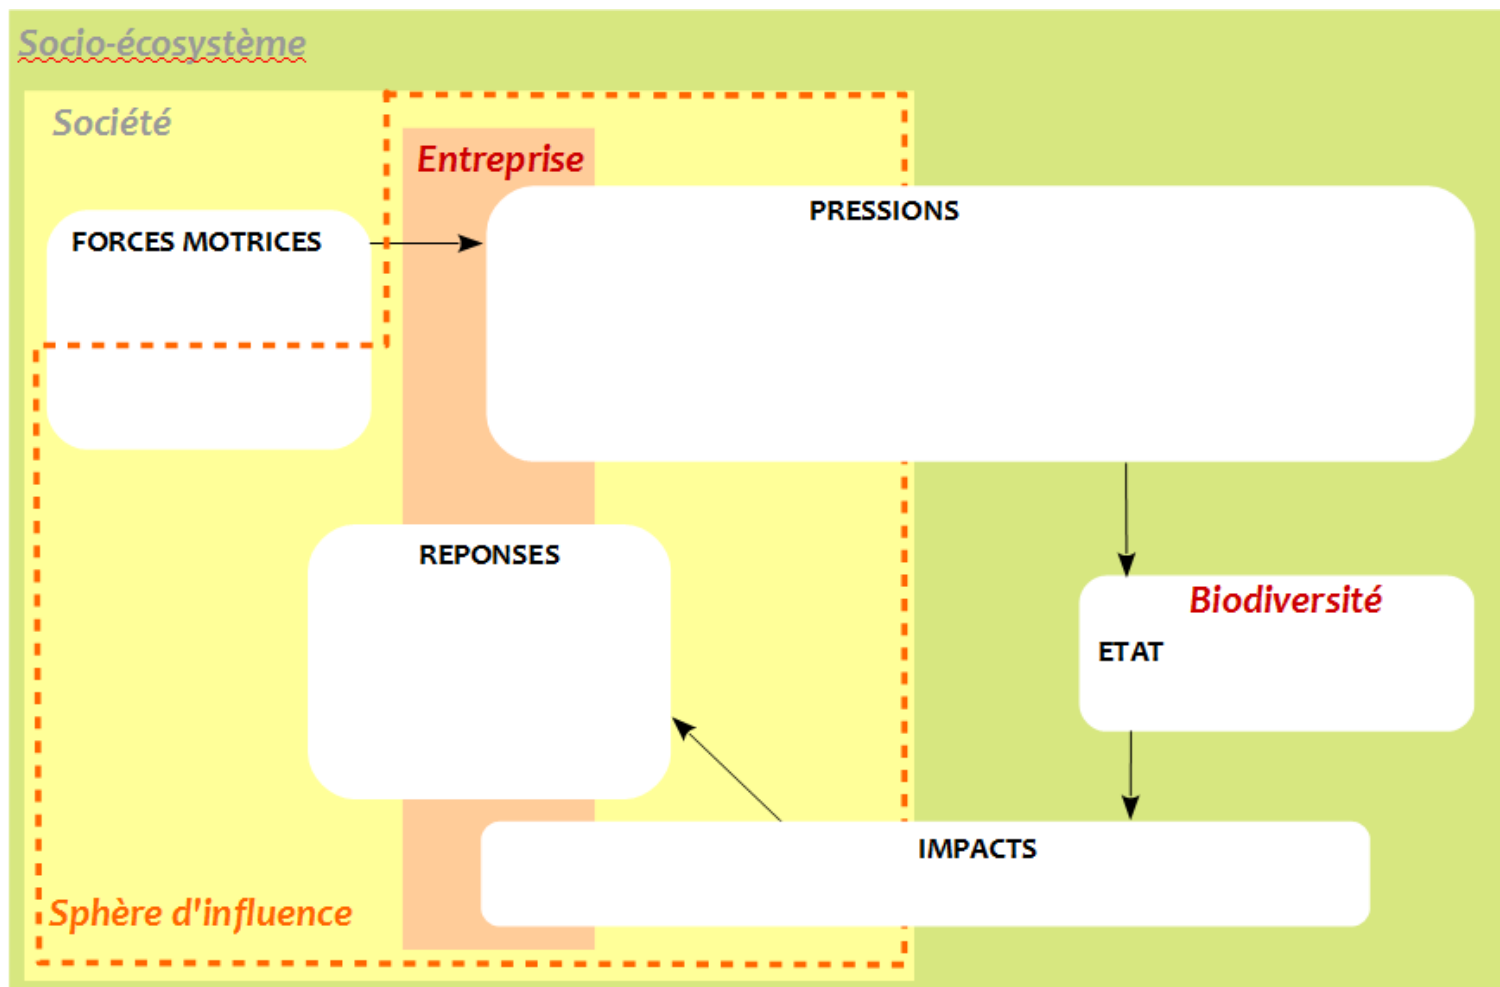 Socio-écosystème
Société
Entreprise
PRESSIONS
FORCES MOTRICES
REPONSES
Biodiversité
ETAT
IMPACTS
Sphère d'influence